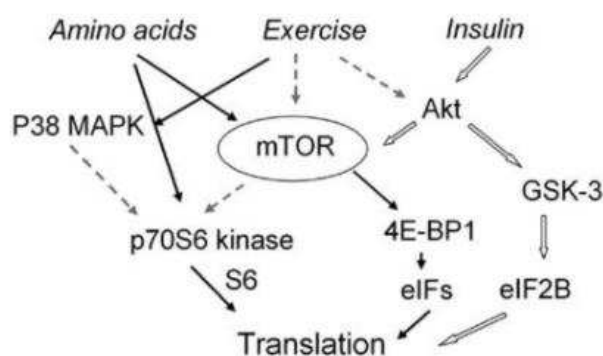 Amino acids Exercise Insulin
P38 MAPK Akt
mTOR
GSK-3
p70S6 kinase 4E-BP1
S6 eIFs eIF2B
Translation